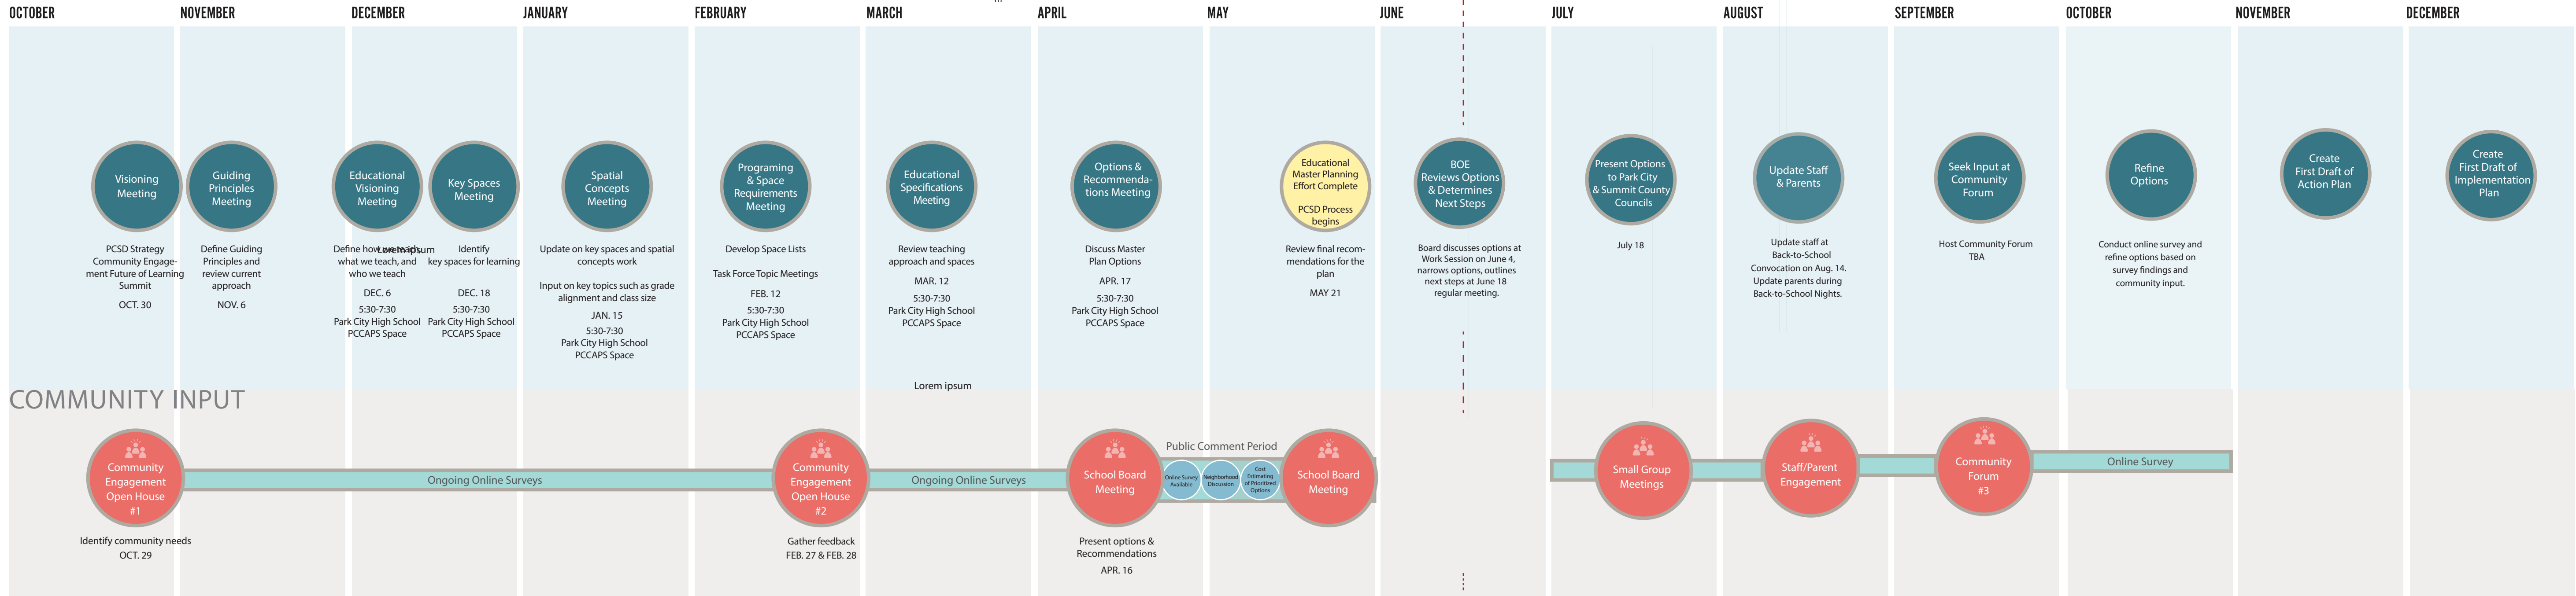 OCTOBER
NOVEMBER
DECEMBER
JANUARY
FEBRUARY
MARCH
APRIL
MAY
JUNE
JULY
AUGUST
SEPTEMBER
OCTOBER
NOVEMBER
DECEMBER
Visioning
Meeting
PCSD Strategy
Community Engage-
ment Future of Learning
Summit
OCT. 30
Guiding
Principles
Meeting
Define Guiding
Principles and
review current
approach
NOV. 6
Educational
Visioning
Meeting
Define how we teach,
Lorem ipsum
what we teach, and
who we teach
DEC. 6
5:30-7:30
Park City High School
PCCAPS Space
Key Spaces
Meeting
Identify
key spaces for learning
DEC. 18
5:30-7:30
Park City High School
PCCAPS Space
Spatial
Concepts
Meeting
Update on key spaces and spatial
concepts work
Input on key topics such as grade
alignment and class size
JAN. 15
5:30-7:30
Park City High School
PCCAPS Space
Programing
& Space
Requirements
Meeting
Develop Space Lists
Task Force Topic Meetings
FEB. 12
5:30-7:30
Park City High School
PCCAPS Space
Educational
Specifications
Meeting
Review teaching
approach and spaces
MAR. 12
5:30-7:30
Park City High School
PCCAPS Space
Lorem ipsum
Options &
Recommenda-
tions Meeting
Discuss Master
Plan Options
APR. 17
5:30-7:30
Park City High School
PCCAPS Space
Educational
Master Planning
Effort Complete
PCSD Process
begins
Review final recom-
mendations for the
plan
MAY 21
BOE
Reviews Options
& Determines
Next Steps
Board discusses options at
Work Session on June 4,
narrows options, outlines
next steps at June 18
regular meeting.
Present Options
to Park City
& Summit County
Councils
July 18
Update Staff
& Parents
Update staff at
Back-to-School
Convocation on Aug. 14.
Update parents during
Back-to-School Nights.
Seek Input at
Community
Forum
Host Community Forum
TBA
Refine
Options
Conduct online survey and
refine options based on
survey findings and
community input.
Create
First Draft of
Action Plan
Create
First Draft of
Implementation
Plan
COMMUNITY INPUT
Community
Engagement
Open House
#1
Identify community needs
OCT. 29
Ongoing Online Surveys
Community
Engagement
Open House
#2
Gather feedback
FEB. 27 & FEB. 28
Ongoing Online Surveys
School Board
Meeting
Present options &
Recommendations
APR. 16
Public Comment Period
Online Survey
Available
Neighborhood
Discussion
Cost
Estimating
of Prioritized
Options
School Board
Meeting
Small Group
Meetings
Staff/Parent
Engagement
Community
Forum
#3
Online Survey